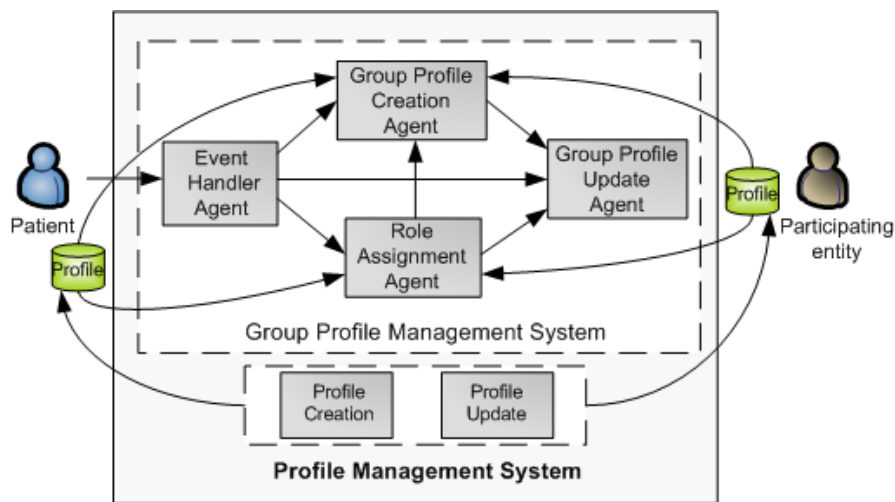 Group Profile
Creation
Agent
Event
Handler
Agent
Group Profile
Update
Agent
Role
Assignment
Agent
Patient
Profile
Profile
Participating
entity
Group Profile Management System
Profile
Creation
Profile
Update
Profile Management System